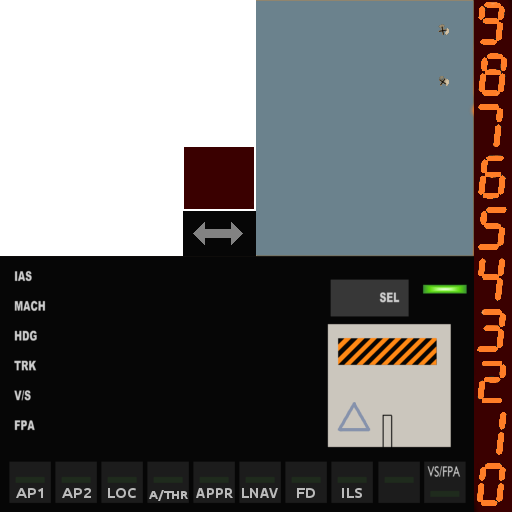 9
8
7
6
5
4
3
2
1
0
IAS
MACH
HDG
TRK
V/S
FPA
SEL
AP1 AP2 LOC A/THR APPR LNAV FD ILS VS/FPA